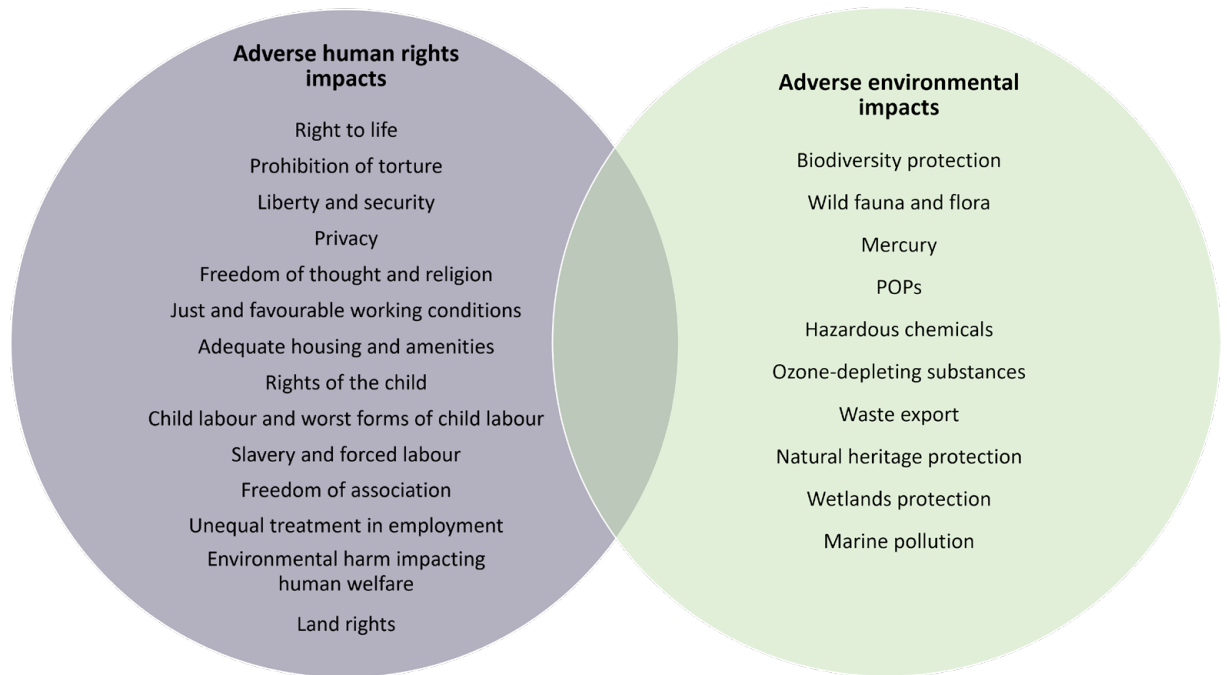 Adverse human rights
impacts
Right to life
Prohibition of torture
Liberty and security
Privacy
Freedom of thought and religion
Just and favourable working conditions
Adequate housing and amenities
Rights of the child
Child labour and worst forms of child labour
Slavery and forced labour
Freedom of association
Unequal treatment in employment
Environmental harm impacting
human welfare
Land rights
Adverse environmental
impacts
Biodiversity protection
Wild fauna and flora
Mercury
POPs
Hazardous chemicals
Ozone-depleting substances
Waste export
Natural heritage protection
Wetlands protection
Marine pollution